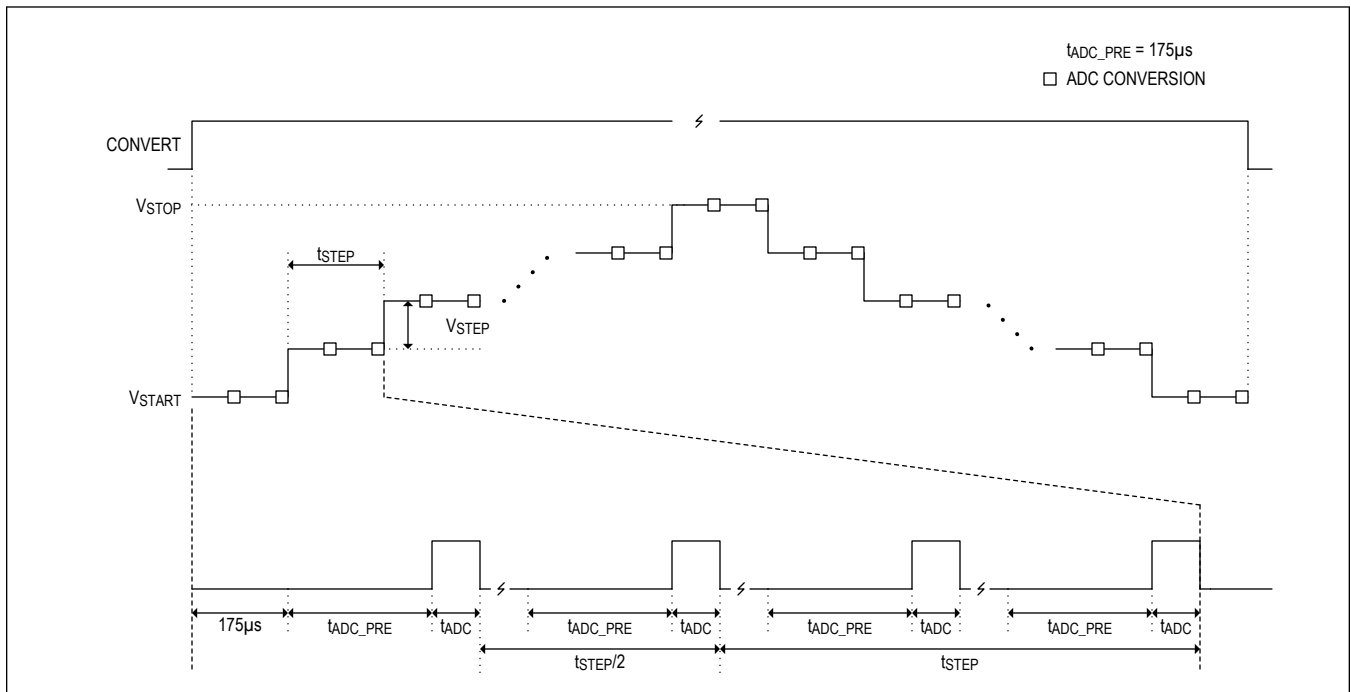 tADC_PRE = 175µs
ADC CONVERSION
CONVERT
VSTOP
tSTEP
VSTEP
VSTART
175µs tADC_PRE tADC tADC_PRE tADC tADC_PRE tADC tADC_PRE tADC
tSTEP/2 tSTEP